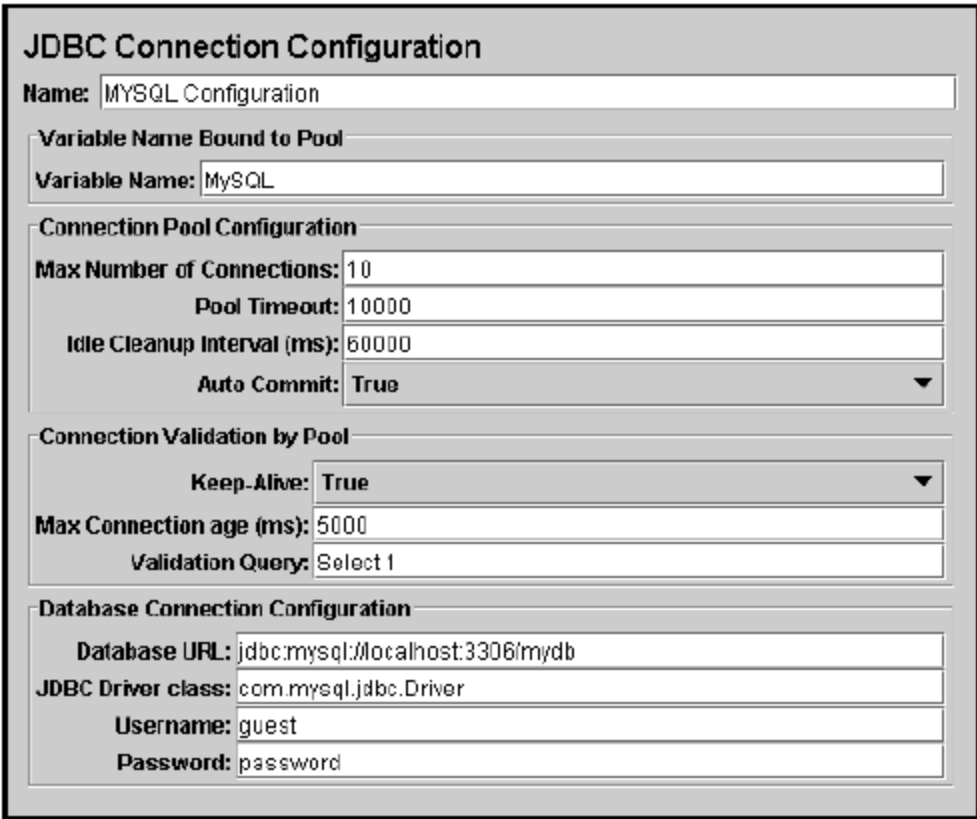 JDBC Connection Configuration
Name: MYSQL Configuration
Variable Name Bound to Pool
Variable Name: MySQL
Connection Pool Configuration
Max Number of Connections: 10
Pool Timeout: 10000
Idle Cleanup Interval (ms): 60000
Auto Commit: True
Connection Validation by Pool
Keep-Alive: True
Max Connection age (ms): 5000
Validation Query: Select 1
Database Connection Configuration
Database URL: jdbc:mysql://localhost:3306/mydb
JDBC Driver class: com.mysql.jdbc.Driver
Username: guest
Password: password